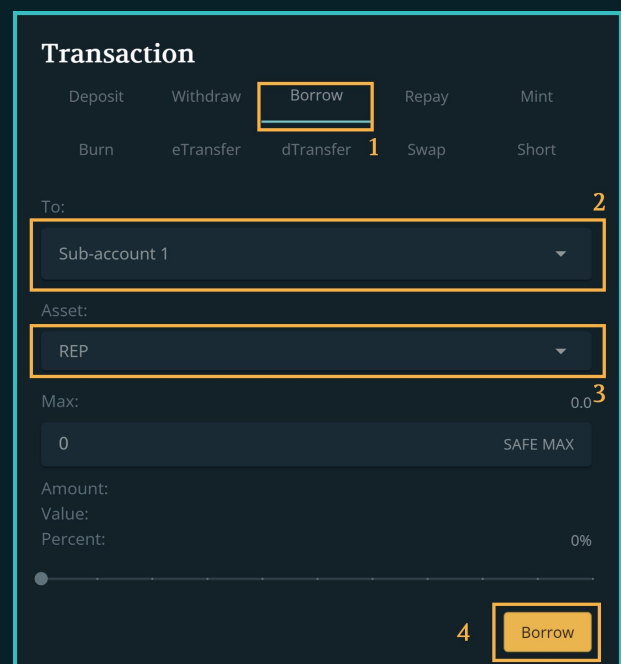 Transaction
Deposit Withdraw Borrow Repay Mint
Burn eTransfer dTransfer 1 Swap Short
To: 2
Sub-account 1
Asset:
REP
Max: 0.0 3
0 SAFE MAX
Amount:
Value:
Percent: 0%
4 Borrow